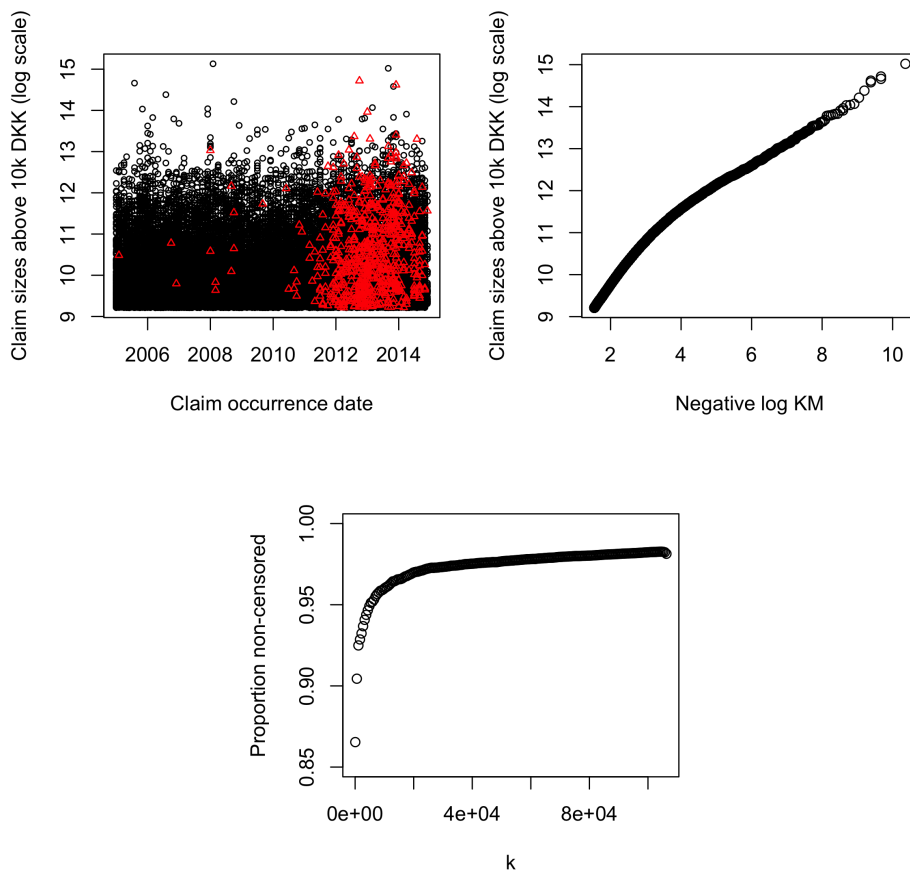 Claim sizes above 10k DKK (log scale)
15
14
13
12
11
10
9
2006 2008 2010 2012 2014
Claim occurrence date
Claim sizes above 10k DKK (log scale)
15
14
13
12
11
10
9
2 4 6 8 10
Negative log KM
Proportion non-censored
1.00
0.95
0.90
0.85
0e+00 4e+04 8e+04
k